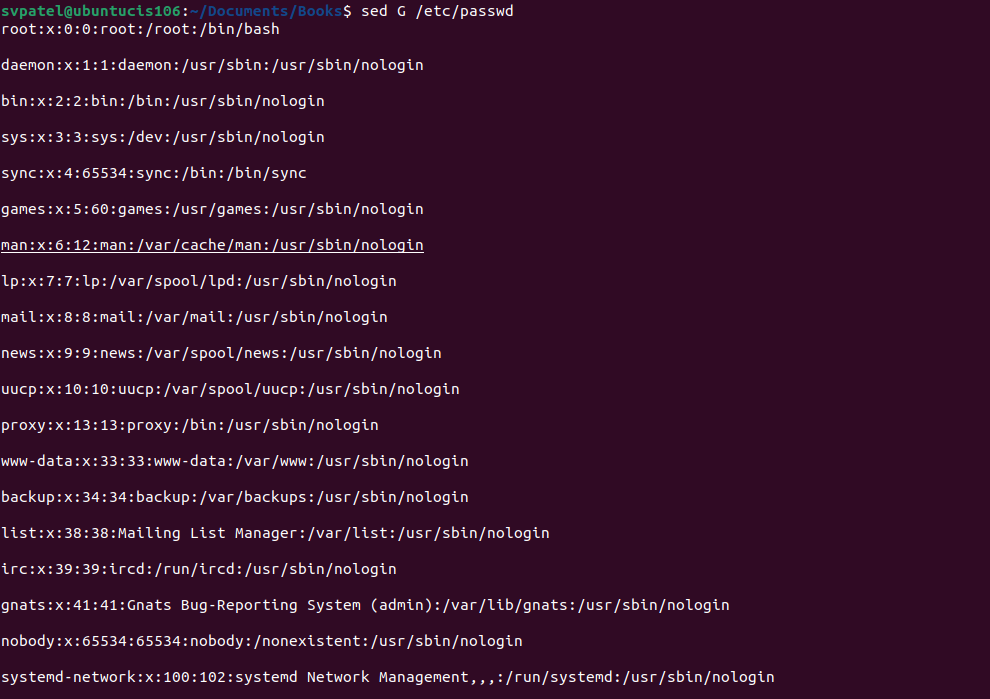 svpatel@ubuntucis106:~/Documents/Books$ sed G /etc/passwd
root:x:0:0:root:/root:/bin/bash
daemon:x:1:1:daemon:/usr/sbin:/usr/sbin/nologin
bin:x:2:2:bin:/bin:/usr/sbin/nologin
sys:x:3:3:sys:/dev:/usr/sbin/nologin
sync:x:4:65534:sync:/bin:/bin/sync
games:x:5:60:games:/usr/games:/usr/sbin/nologin
man:x:6:12:man:/var/cache/man:/usr/sbin/nologin
lp:x:7:7:lp:/var/spool/lpd:/usr/sbin/nologin
mail:x:8:8:mail:/var/mail:/usr/sbin/nologin
news:x:9:9:news:/var/spool/news:/usr/sbin/nologin
uucp:x:10:10:uucp:/var/spool/uucp:/usr/sbin/nologin
proxy:x:13:13:proxy:/bin:/usr/sbin/nologin
www-data:x:33:33:www-data:/var/www:/usr/sbin/nologin
backup:x:34:34:backup:/var/backups:/usr/sbin/nologin
list:x:38:38:Mailing List Manager:/var/list:/usr/sbin/nologin
irc:x:39:39:ircd:/run/ircd:/usr/sbin/nologin
gnats:x:41:41:Gnats Bug-Reporting System (admin):/var/lib/gnats:/usr/sbin/nologin
nobody:x:65534:65534:nobody:/nonexistent:/usr/sbin/nologin
systemd-network:x:100:102:systemd Network Management,,,:/run/systemd:/usr/sbin/nologin